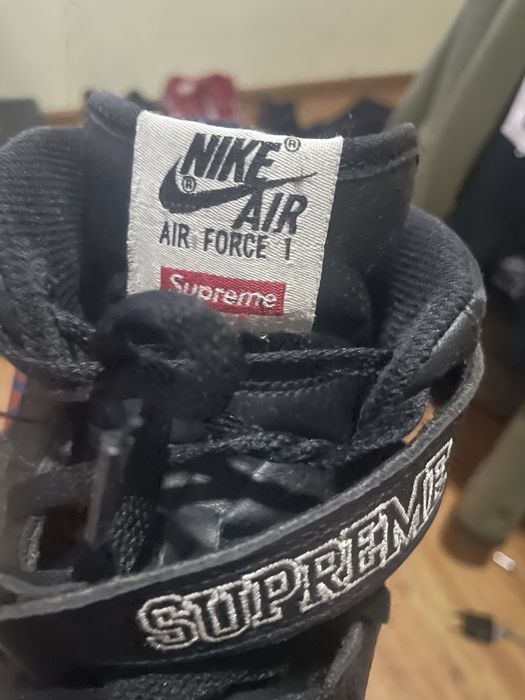 NIKE®
®
AIR
AIR FORCE 1
Supreme
SUPREME